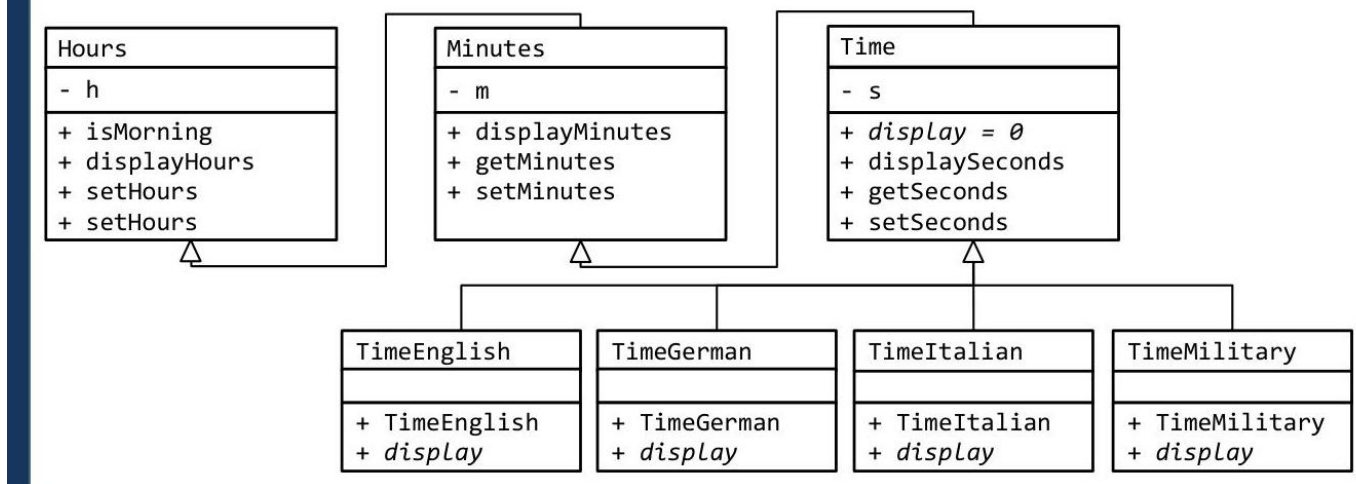 Hours
- h
+ isMorning
+ displayHours
+ setHours
+ setHours
Minutes
- m
+ displayMinutes
+ getMinutes
+ setMinutes
Time
- s
+ display = 0
+ displaySeconds
+ getSeconds
+ setSeconds
TimeEnglish
+ TimeEnglish
+ display
TimeGerman
+ TimeGerman
+ display
TimeItalian
+ TimeItalian
+ display
TimeMilitary
+ TimeMilitary
+ display